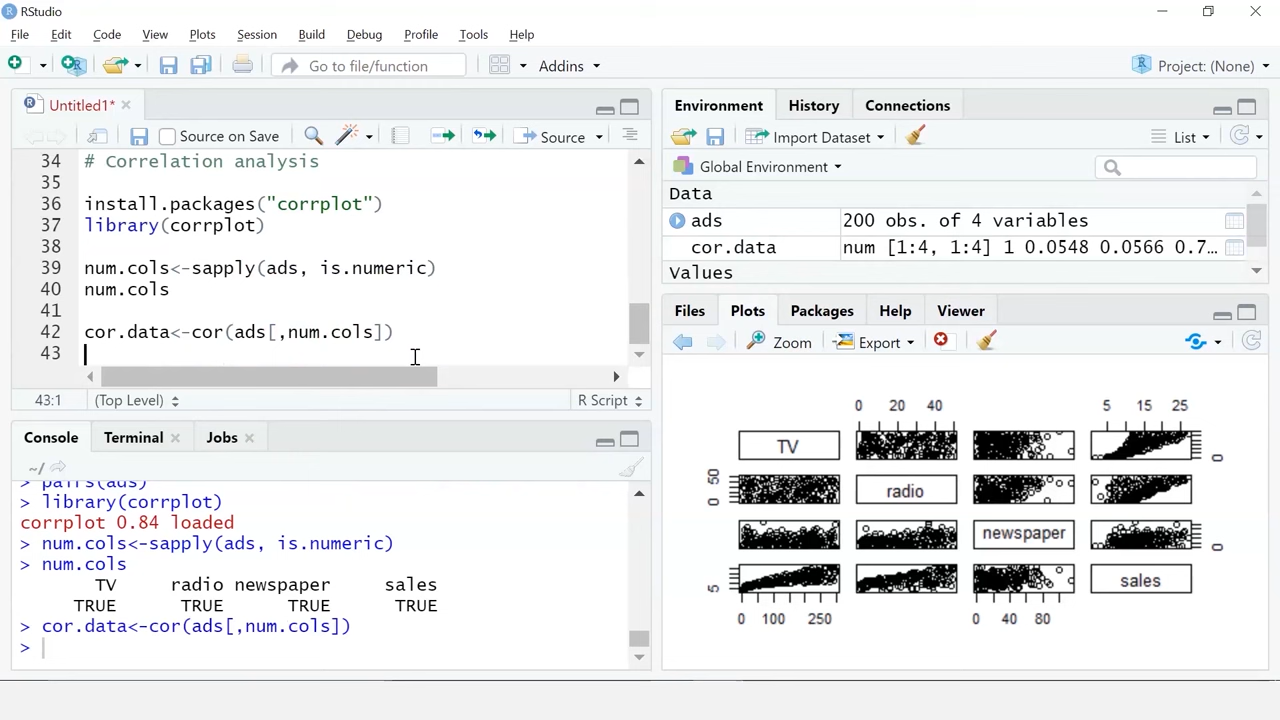 RStudio
File Edit Code View Plots Session Build Debug Profile Tools Help
Go to file/function Addins Project: (None)
Untitled1*
Source on Save Source
34 # Correlation analysis
35
36 install.packages("corrplot")
37 library(corrplot)
38
39 num.cols<-sapply(ads, is.numeric)
40 num.cols
41
42 cor.data<-cor(ads[,num.cols])
43
43:1 (Top Level) R Script
Console Terminal Jobs
~/
> pairs(ads)
> library(corrplot)
corrplot 0.84 loaded
> num.cols<-sapply(ads, is.numeric)
> num.cols
TV radio newspaper sales
TRUE TRUE TRUE TRUE
> cor.data<-cor(ads[,num.cols])
>
Environment History Connections
Import Dataset List
Global Environment
Data
ads 200 obs. of 4 variables
cor.data num [1:4, 1:4] 1 0.0548 0.0566 0.7…
Values
Files Plots Packages Help Viewer
Zoom Export
0 20 40 5 15 25
TV 0
0 50 radio
newspaper 0
5 sales
0 100 250 0 40 80